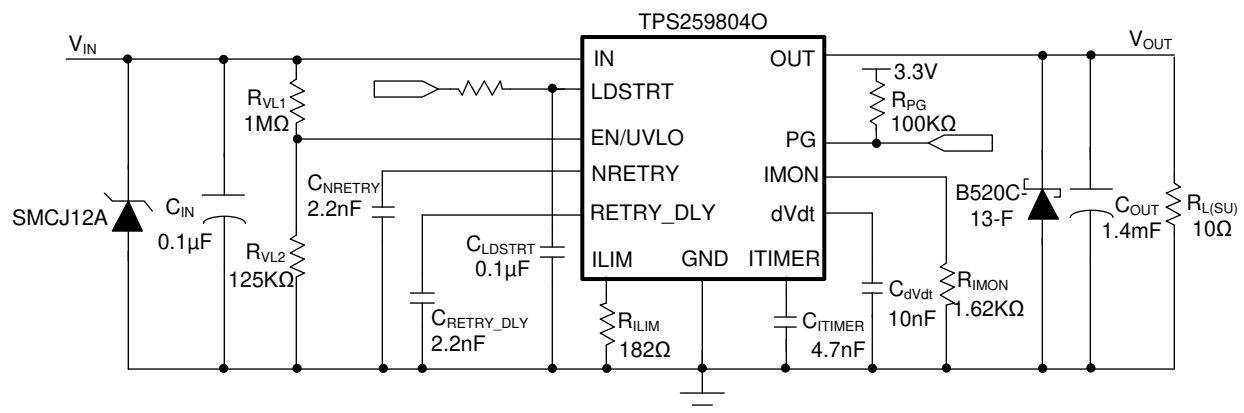 TPS259804O
V_IN
V_OUT
IN
OUT
3.3V
LDSTRT
R_VL1
1MΩ
R_PG
100KΩ
EN/UVLO
PG
NRETRY
IMON
C_NRETRY
2.2nF
B520C-
13-F
SMCJ12A
C_IN
0.1µF
RETRY_DLY
dVdt
C_OUT
1.4mF
R_L(SU)
10Ω
R_VL2
125KΩ
C_LDSTRT
0.1µF
ILIM
GND
ITIMER
C_dVdt
10nF
R_IMON
1.62KΩ
C_RETRY_DLY
2.2nF
R_ILIM
182Ω
C_ITIMER
4.7nF